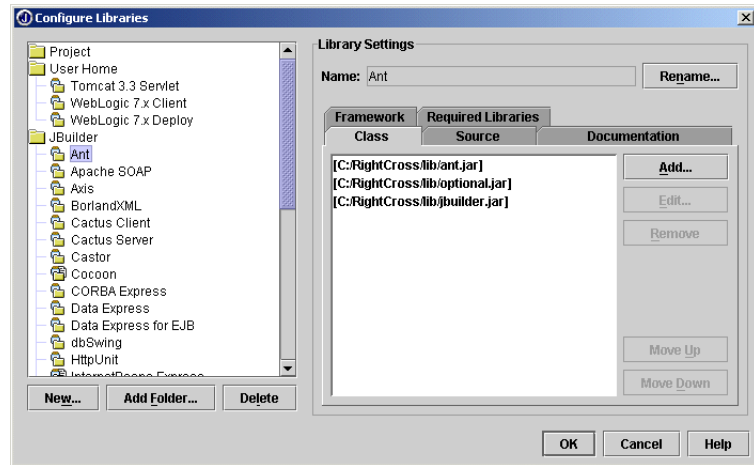 Configure Libraries
Project
User Home
Tomcat 3.3 Servlet
WebLogic 7.x Client
WebLogic 7.x Deploy
JBuilder
Ant
Apache SOAP
Axis
BorlandXML
Cactus Client
Cactus Server
Castor
Cocoon
CORBA Express
Data Express
Data Express for EJB
dbSwing
HttpUnit
InternetBeans Express
New...
Add Folder...
Delete
Library Settings
Name: Ant
Rename...
Framework
Required Libraries
Class
Source
Documentation
[C:/RightCross/lib/ant.jar]
[C:/RightCross/lib/optional.jar]
[C:/RightCross/lib/jbuilder.jar]
Add...
Edit...
Remove
Move Up
Move Down
OK
Cancel
Help